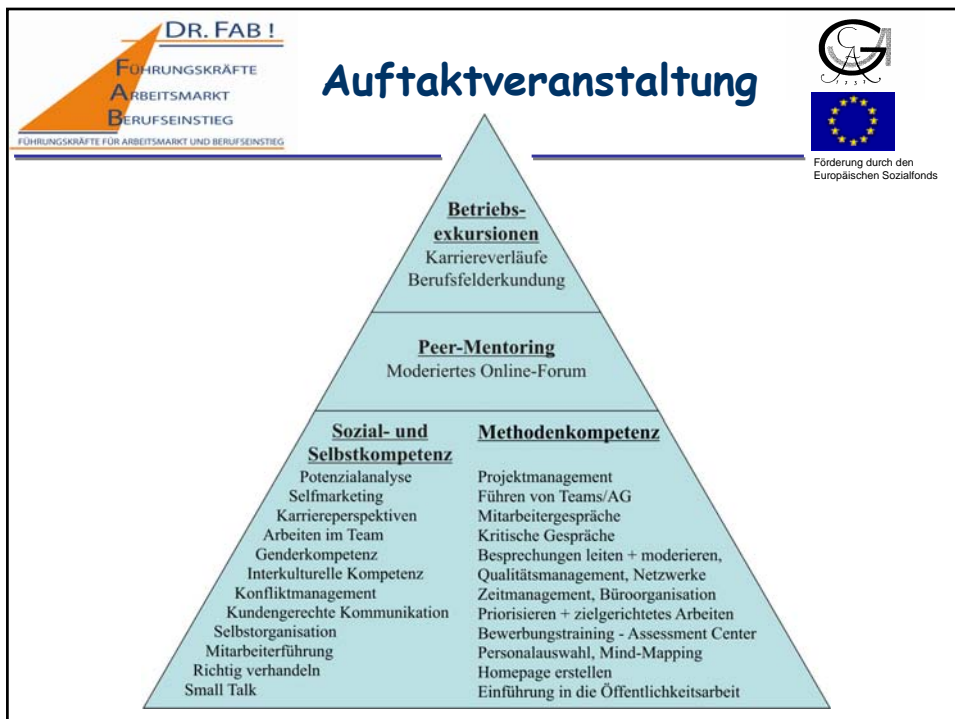 DR. FAB !
FÜHRUNGSKRÄFTE
ARBEITSMARKT
BERUFSEINSTIEG
FÜHRUNGSKRÄFTE FÜR ARBEITSMARKT UND BERUFSEINSTIEG
Auftaktveranstaltung
Förderung durch den
Europäischen Sozialfonds
Betriebs-
exkursionen
Karriereverläufe
Berufsfelderkundung
Peer-Mentoring
Moderiertes Online-Forum
Sozial- und
Selbstkompetenz
Potenzialanalyse
Selfmarketing
Karriereperspektiven
Arbeiten im Team
Genderkompetenz
Interkulturelle Kompetenz
Konfliktmanagement
Kundengerechte Kommunikation
Selbstorganisation
Mitarbeiterführung
Richtig verhandeln
Small Talk
Methodenkompetenz
Projektmanagement
Führen von Teams/AG
Mitarbeitergespräche
Kritische Gespräche
Besprechungen leiten + moderieren,
Qualitätsmanagement, Netzwerke
Zeitmanagement, Büroorganisation
Priorisieren + zielgerichtetes Arbeiten
Bewerbungstraining - Assessment Center
Personalauswahl, Mind-Mapping
Homepage erstellen
Einführung in die Öffentlichkeitsarbeit